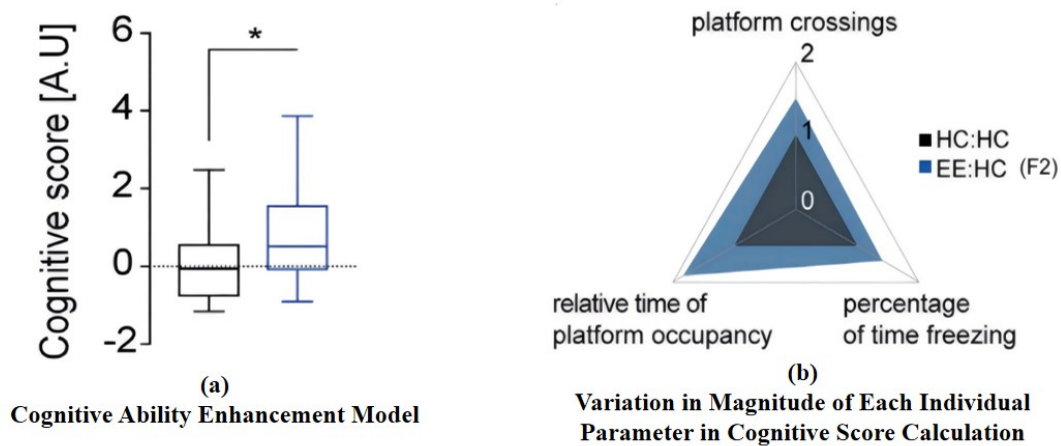 6
4
2
0
-2
Cognitive score [A.U]
*
(a)
Cognitive Ability Enhancement Model
platform crossings
2
1
0
HC:HC
EE:HC (F2)
relative time of
platform occupancy
percentage
of time freezing
(b)
Variation in Magnitude of Each Individual
Parameter in Cognitive Score Calculation